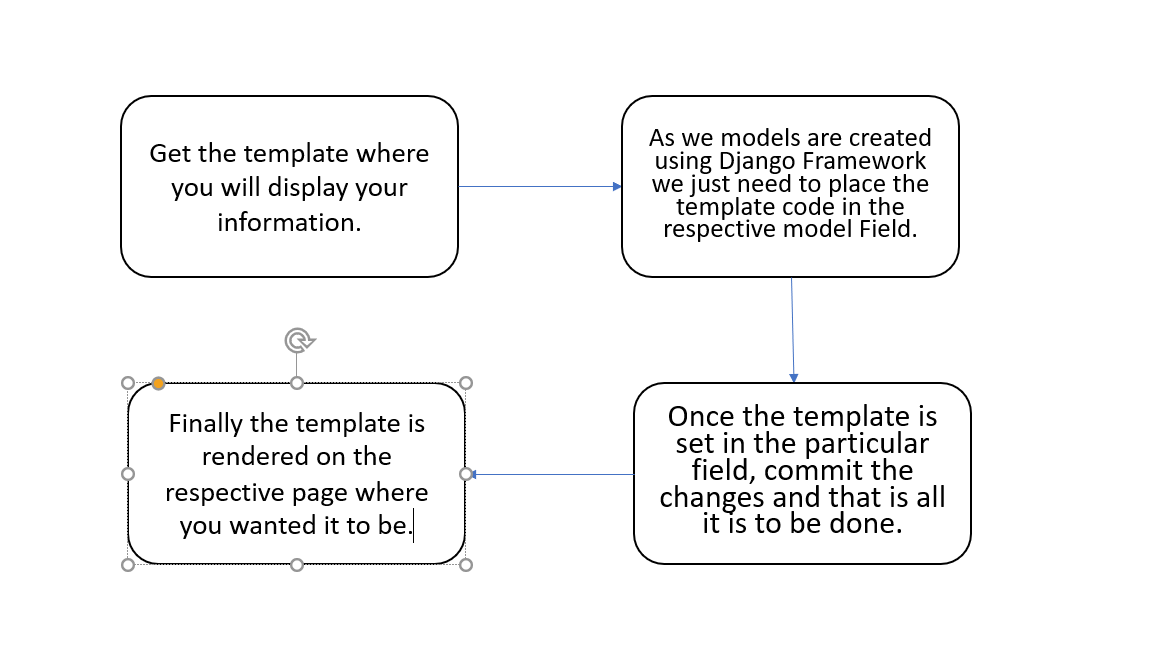 Get the template where
you will display your
information.
As we models are created
using Django Framework
we just need to place the
template code in the
respective model Field.
Once the template is
set in the particular
field, commit the
changes and that is all
it is to be done.
Finally the template is
rendered on the
respective page where
you wanted it to be.